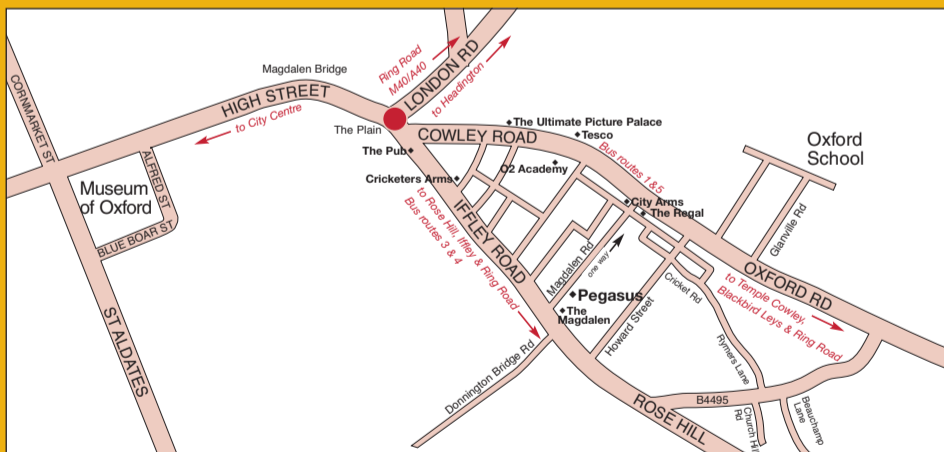 CORNMARKET ST
Magdalen Bridge
HIGH STREET
to City Centre
Ring Road
M40/A40
LONDON RD
to Headington
The Plain
COWLEY ROAD
The Ultimate Picture Palace
Tesco
Bus routes 1&5
The Pub
O2 Academy
Cricketers Arms
Oxford
School
Museum
of Oxford
ALFRED ST
BLUE BOAR ST
ST ALDATES
IFFLEY ROAD
to Rose Hill, Iffley & Ring Road
Bus routes 3 & 4
City Arms
The Regal
Glanville Rd
Magdalen Rd
one way
Pegasus
The
Magdalen
Howard Street
Cricket Rd
OXFORD RD
to Temple Cowley,
Blackbird Leys & Ring Road
Donnington Bridge Rd
Rymers Lane
B4495
ROSE HILL
Church Hill
Rd
Beauchamp
Lane